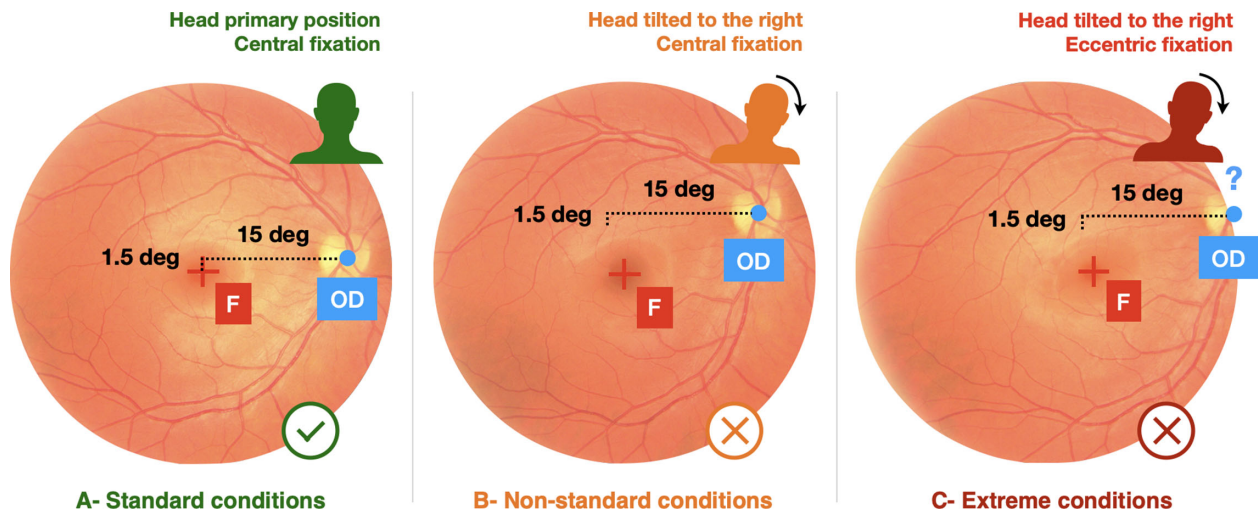 Head primary position
Central fixation
15 deg
1.5 deg
F
OD
A- Standard conditions
Head tilted to the right
Central fixation
15 deg
1.5 deg
OD
F
B- Non-standard conditions
Head tilted to the right
Eccentric fixation
?
15 deg
1.5 deg
OD
F
C- Extreme conditions